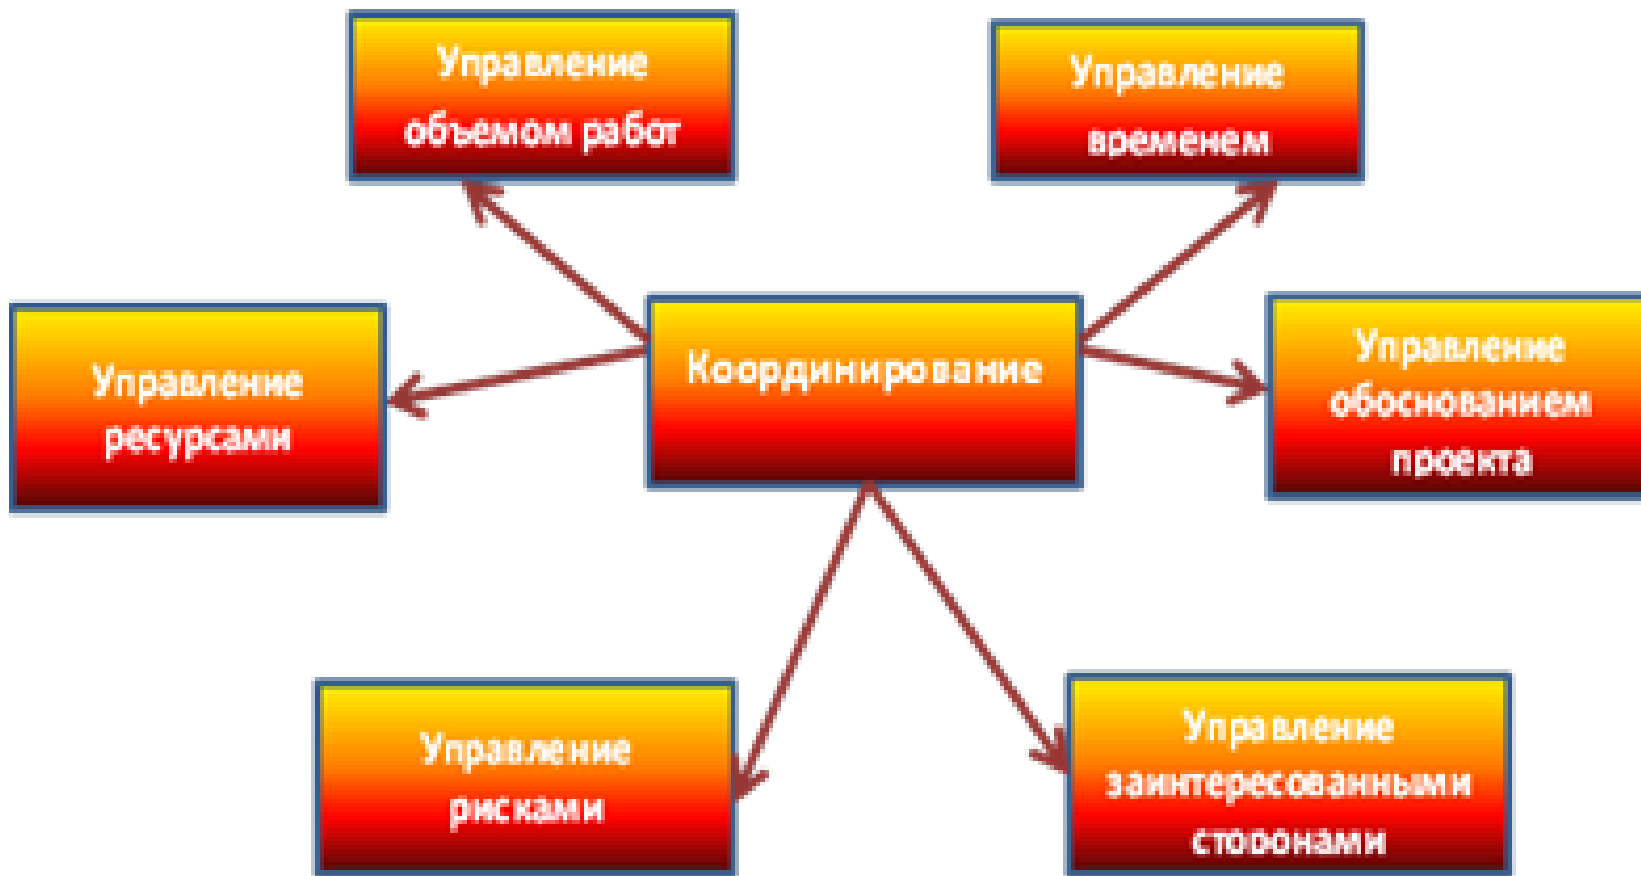 Управление
объемом работ
Управление
временем
Управление
ресурсами
Координирование
Управление
обоснованием
проекта
Управление
рисками
Управление
заинтересованными
сторонами